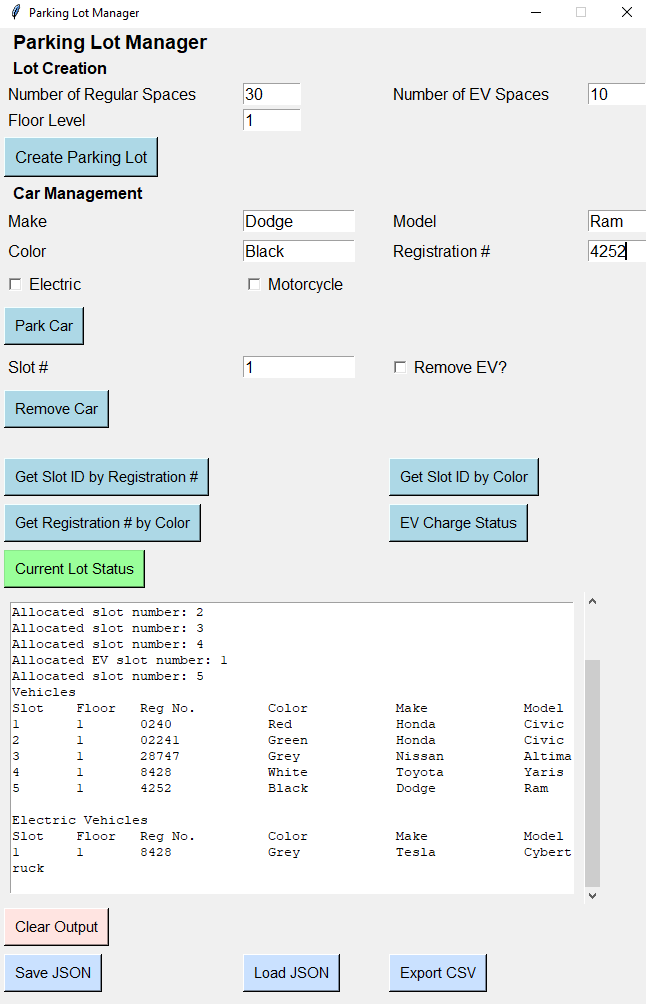 Parking Lot Manager
Parking Lot Manager
Lot Creation
Number of Regular Spaces 30 Number of EV Spaces 10
Floor Level 1
Create Parking Lot
Car Management
Make Dodge Model Ram
Color Black Registration # 4252
Electric Motorcycle
Park Car
Slot # 1 Remove EV?
Remove Car
Get Slot ID by Registration # Get Slot ID by Color
Get Registration # by Color EV Charge Status
Current Lot Status
Allocated slot number: 2
Allocated slot number: 3
Allocated slot number: 4
Allocated EV slot number: 1
Allocated slot number: 5
Vehicles
Slot Floor Reg No. Color Make Model
1 1 0240 Red Honda Civic
2 1 02241 Green Honda Civic
3 1 28747 Grey Nissan Altima
4 1 8428 White Toyota Yaris
5 1 4252 Black Dodge Ram
Electric Vehicles
Slot Floor Reg No. Color Make Model
1 1 8428 Grey Tesla Cybert
ruck
Clear Output
Save JSON Load JSON Export CSV